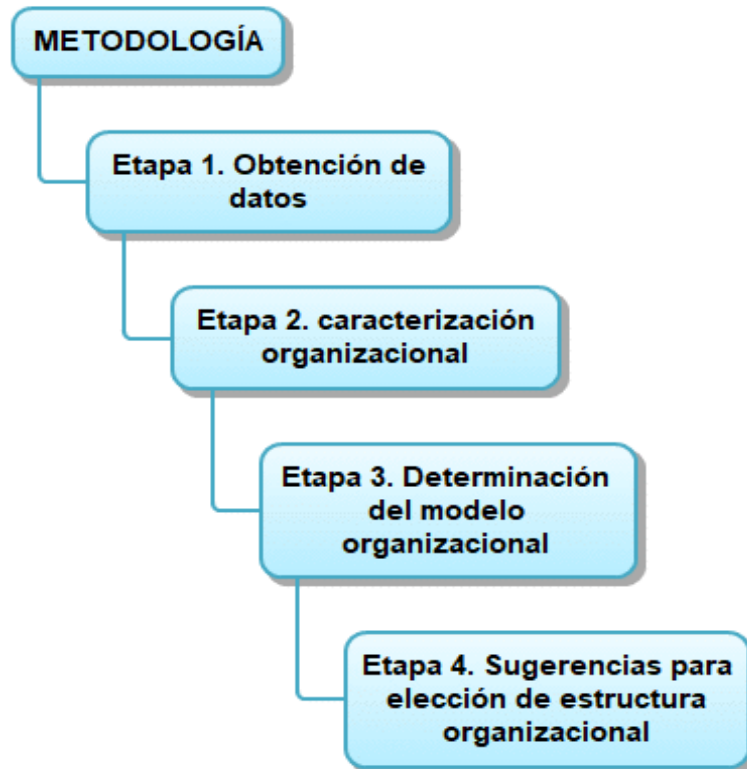 METODOLOGÍA
Etapa 1. Obtención de
datos
Etapa 2. caracterización
organizacional
Etapa 3. Determinación
del modelo
organizacional
Etapa 4. Sugerencias para
elección de estructura
organizacional